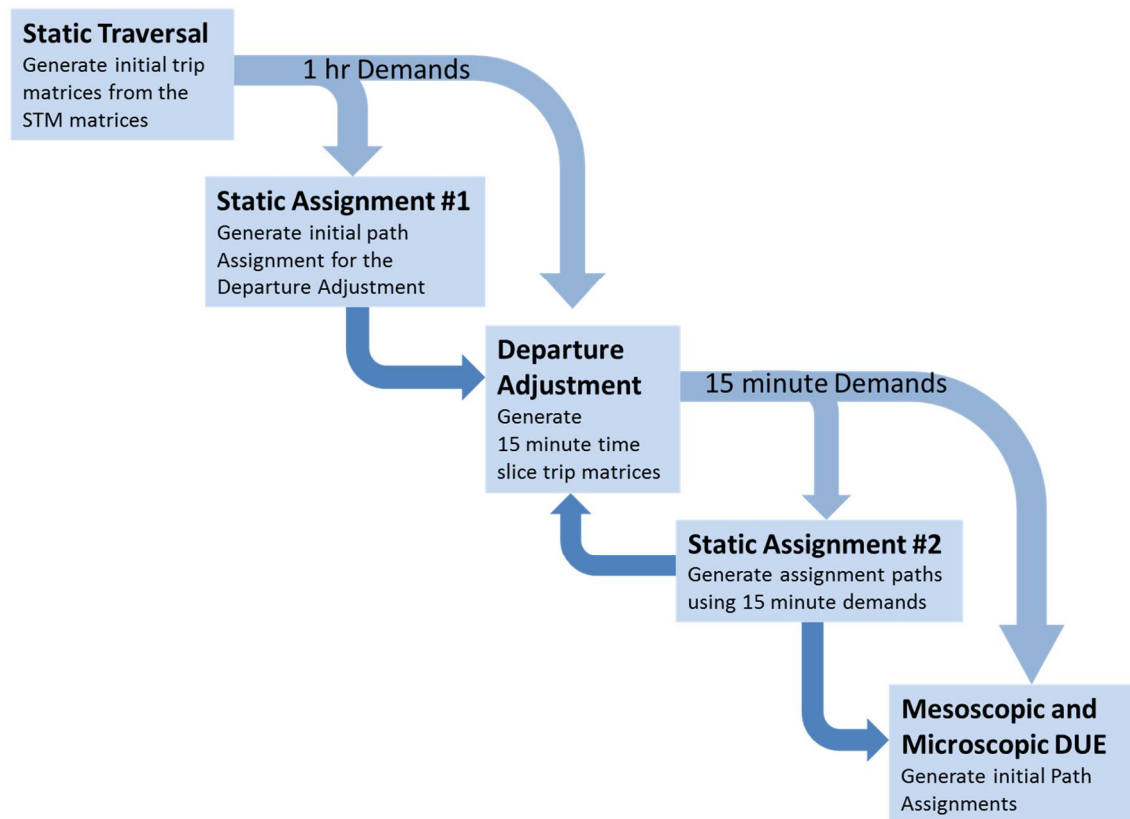 Static Traversal
Generate initial trip
matrices from the
STM matrices
1 hr Demands
Static Assignment #1
Generate initial path
Assignment for the
Departure Adjustment
Departure
Adjustment
Generate
15 minute time
slice trip matrices
15 minute Demands
Static Assignment #2
Generate assignment paths
using 15 minute demands
Mesoscopic and
Microscopic DUE
Generate initial Path
Assignments